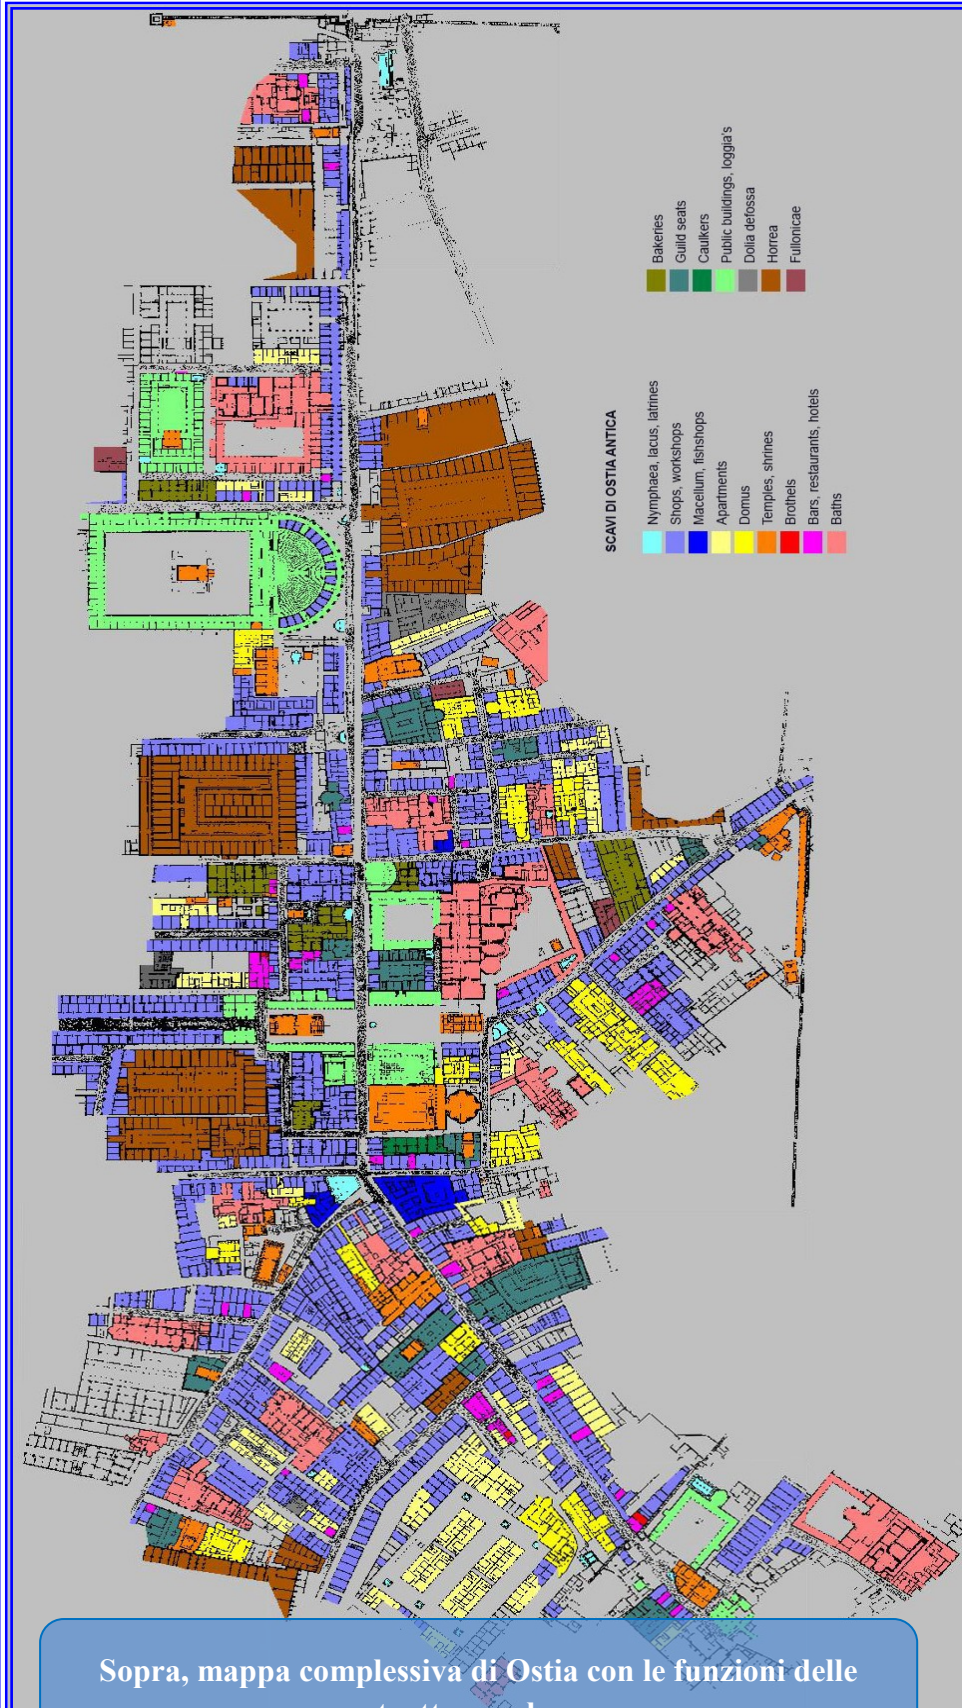 SCAVI DI OSTIA ANTICA
Nymphaea, lacus, latrines
Shops, workshops
Macellum, fishshops
Apartments
Domus
Temples, shrines
Brothels
Bars, restaurants, hotels
Baths
Bakeries
Guild seats
Caulkers
Public buildings, loggia's
Dolia defossa
Horrea
Fullonicae
Sopra, mappa complessiva di Ostia con le funzioni delle